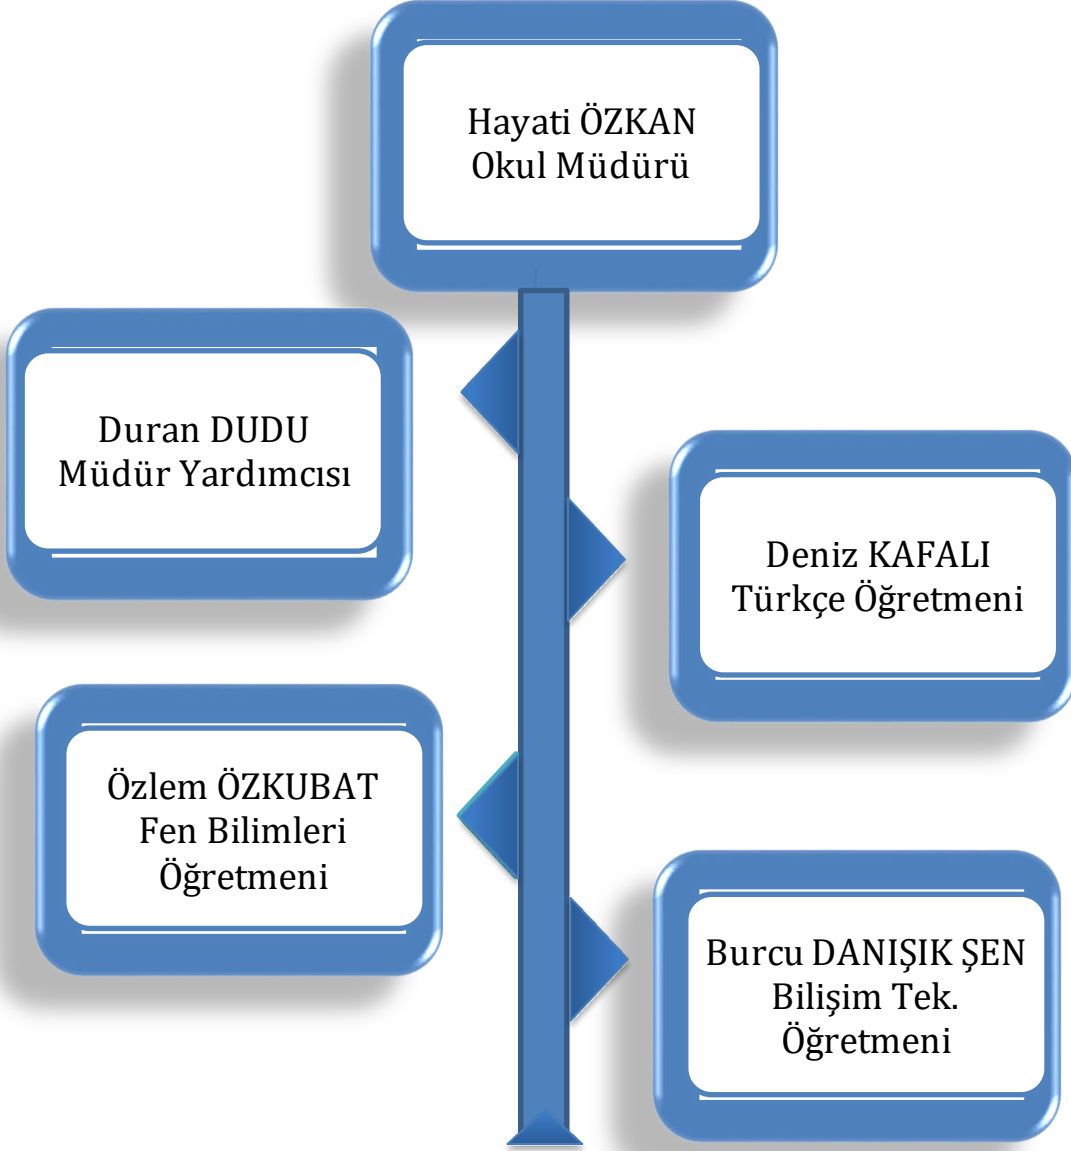 Hayati ÖZKAN
Okul Müdürü
Duran DUDU
Müdür Yardımcısı
Deniz KAFALI
Türkçe Öğretmeni
Özlem ÖZKUBAT
Fen Bilimleri
Öğretmeni
Burcu DANIŞIK ŞEN
Bilişim Tek.
Öğretmeni